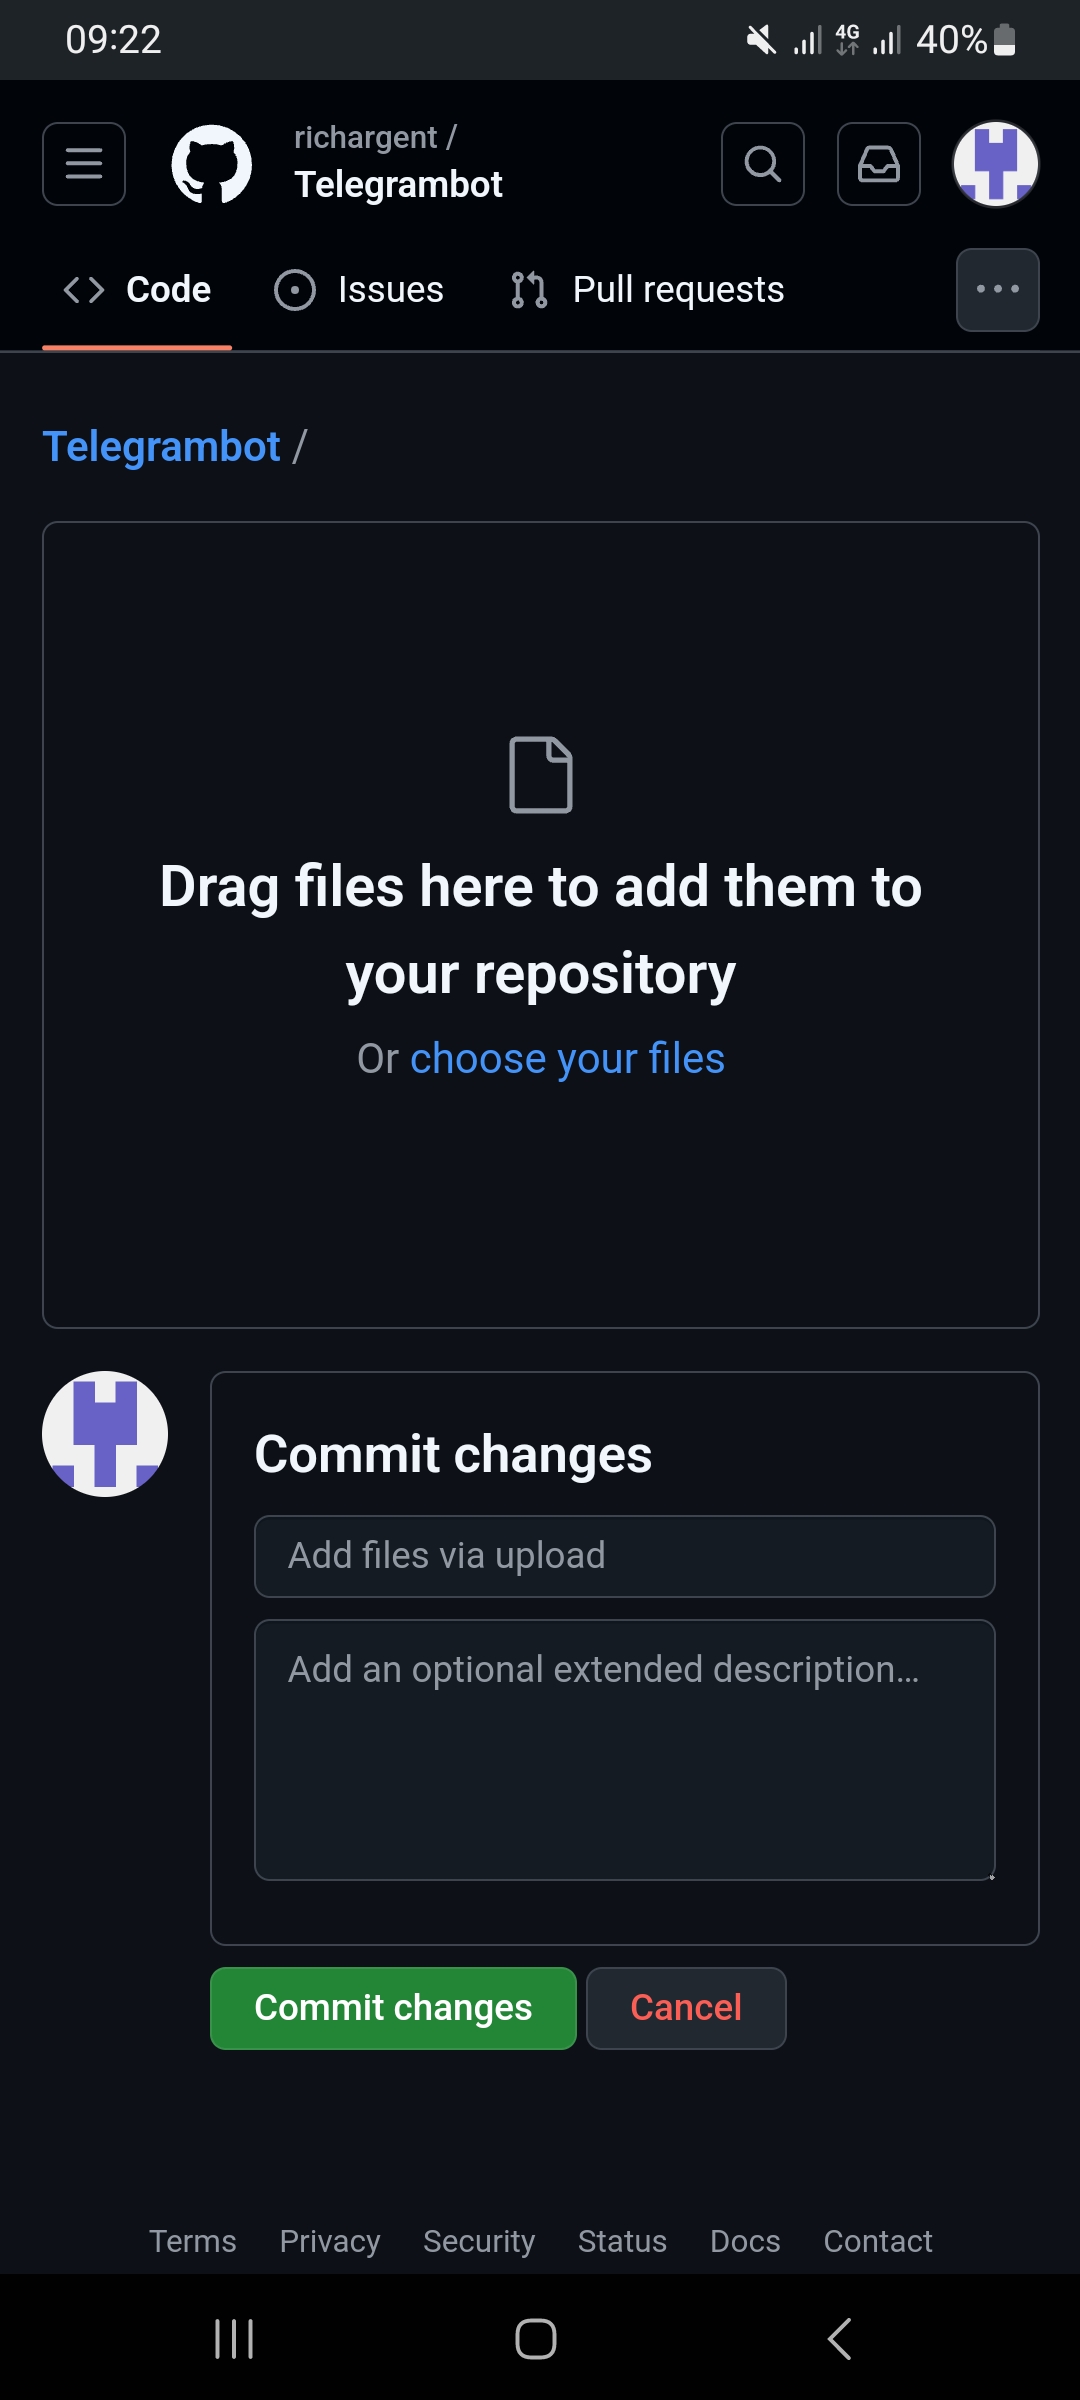 09:22
4G
40%
richargent /
Telegrambot
Code
Issues
Pull requests
Telegrambot /
Drag files here to add them to
your repository
Or choose your files
Commit changes
Add files via upload
Add an optional extended description…
Commit changes
Cancel
Terms
Privacy
Security
Status
Docs
Contact